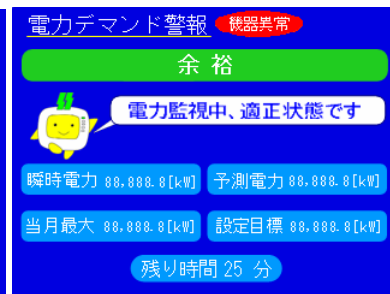 電力デマンド警報 機器異常
余 裕
電力監視中、適正状態です
瞬時電力 88,888.8[kW] 予測電力 88,888.8[kW]
当月最大 88,888.8[kW] 設定目標 88,888.8[kW]
残り時間 25 分